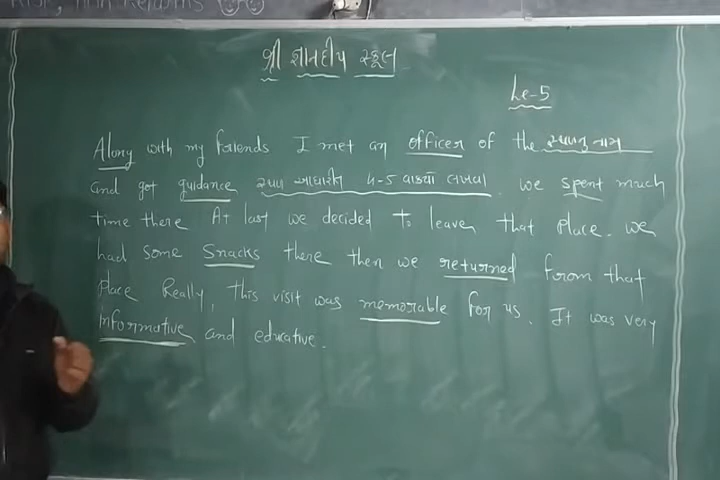 શ્રી જ્ઞાનદીપ સ્કૂલ
Le-5
Along with my friends I met an officer of the સ્થળનું નામ
and got guidance સ્થળ આધારીત 4-5 વાક્યો લખવા. we spent much
time there At last we decided to leave that place. we
had some snacks there then we returned from that
place Really, this visit was memorable for us. It was very
informative and educative.